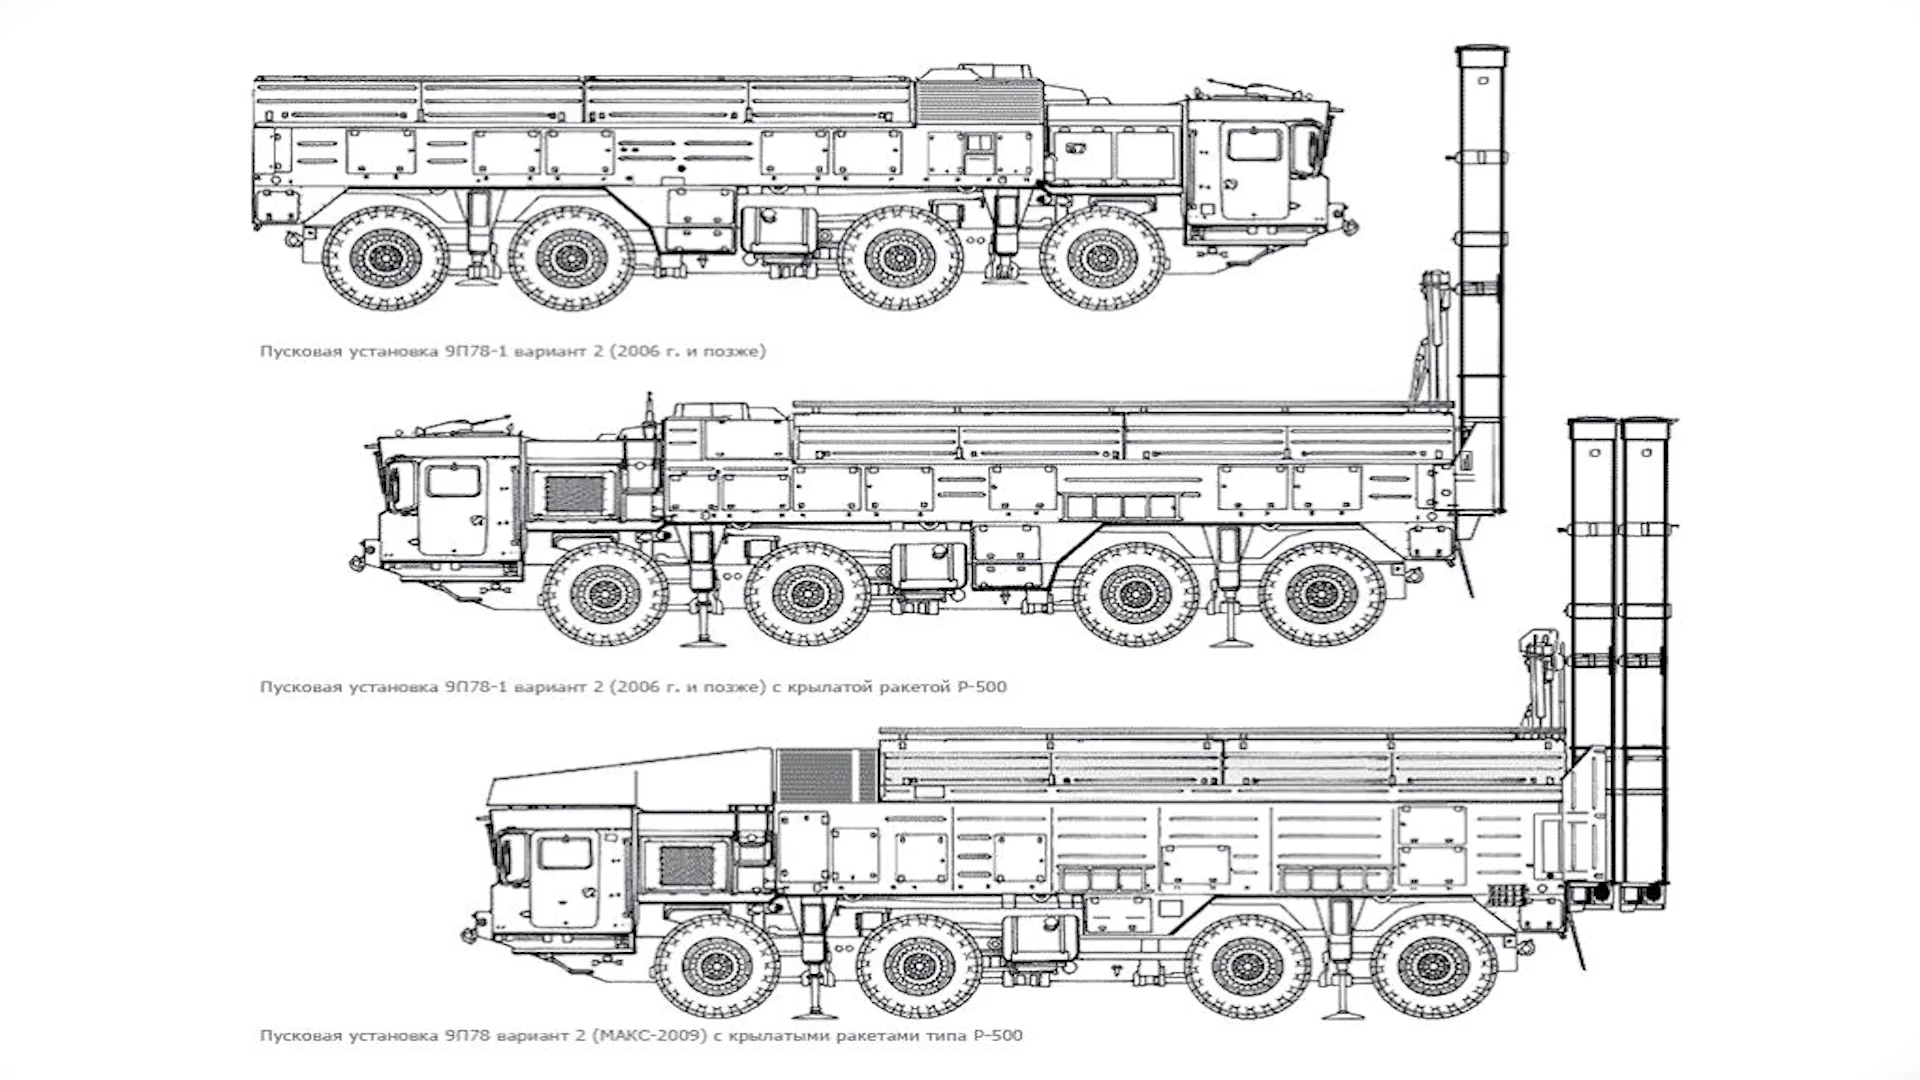 Пусковая установка 9П78-1 вариант 2 (2006 г. и позже)
Пусковая установка 9П78-1 вариант 2 (2006 г. и позже) с крылатой ракетой Р-500
Пусковая установка 9П78 вариант 2 (МАКС-2009) с крылатыми ракетами типа Р-500